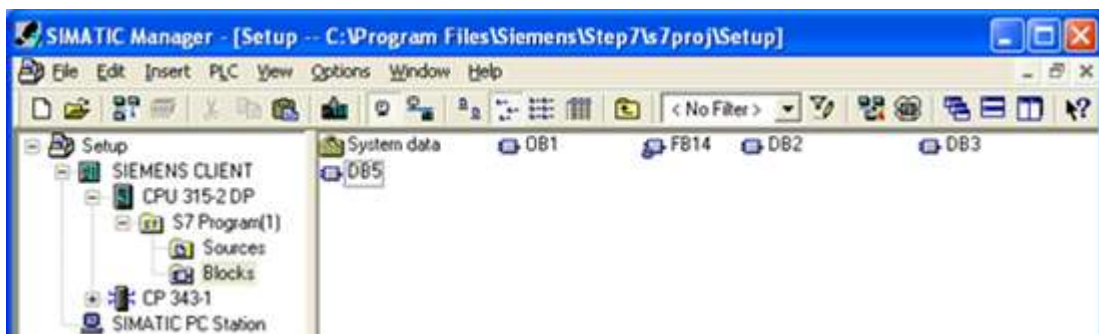 SIMATIC Manager - [Setup -- C:\Program Files\Siemens\Step7\s7proj\Setup]
File Edit Insert PLC View Options Window Help
< No Filter >
Setup
SIEMENS CLIENT
CPU 315-2 DP
S7 Program(1)
Sources
Blocks
CP 343-1
SIMATIC PC Station
System data OB1 FB14 DB2 DB3
DB5